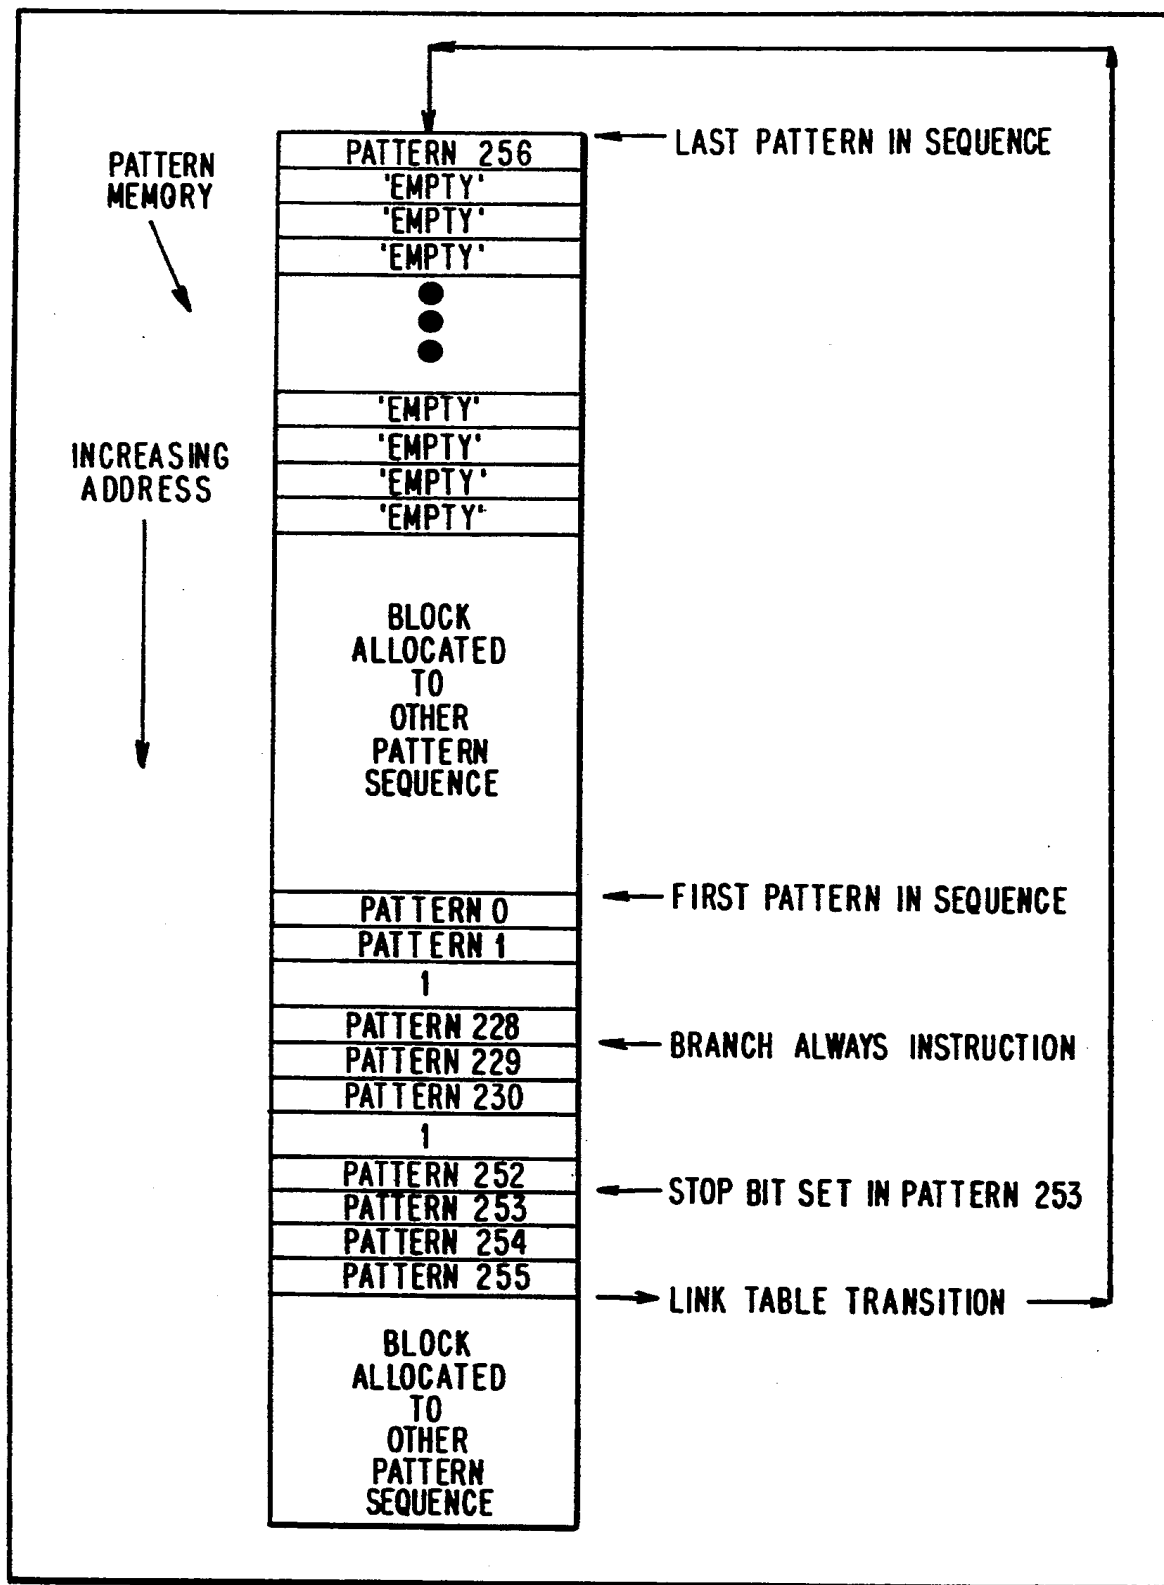 PATTERN
MEMORY
INCREASING
ADDRESS
PATTERN 256
'EMPTY'
'EMPTY'
'EMPTY'
'EMPTY'
'EMPTY'
'EMPTY'
'EMPTY'
BLOCK
ALLOCATED
TO
OTHER
PATTERN
SEQUENCE
PATTERN 0
PATTERN 1
1
PATTERN 228
PATTERN 229
PATTERN 230
1
PATTERN 252
PATTERN 253
PATTERN 254
PATTERN 255
BLOCK
ALLOCATED
TO
OTHER
PATTERN
SEQUENCE
LAST PATTERN IN SEQUENCE
FIRST PATTERN IN SEQUENCE
BRANCH ALWAYS INSTRUCTION
STOP BIT SET IN PATTERN 253
LINK TABLE TRANSITION